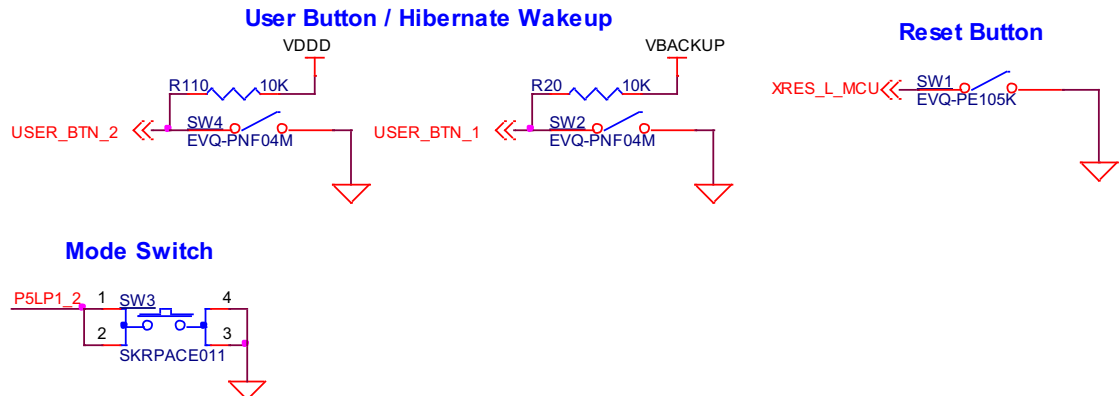 User Button / Hibernate Wakeup
Reset Button
VDDD
VBACKUP
R110 10K
R20 10K
XRES_L_MCU
SW1
EVQ-PE105K
USER_BTN_2
SW4
EVQ-PNF04M
USER_BTN_1
SW2
EVQ-PNF04M
Mode Switch
P5LP1_2
1
SW3
4
2
3
SKRPACE011